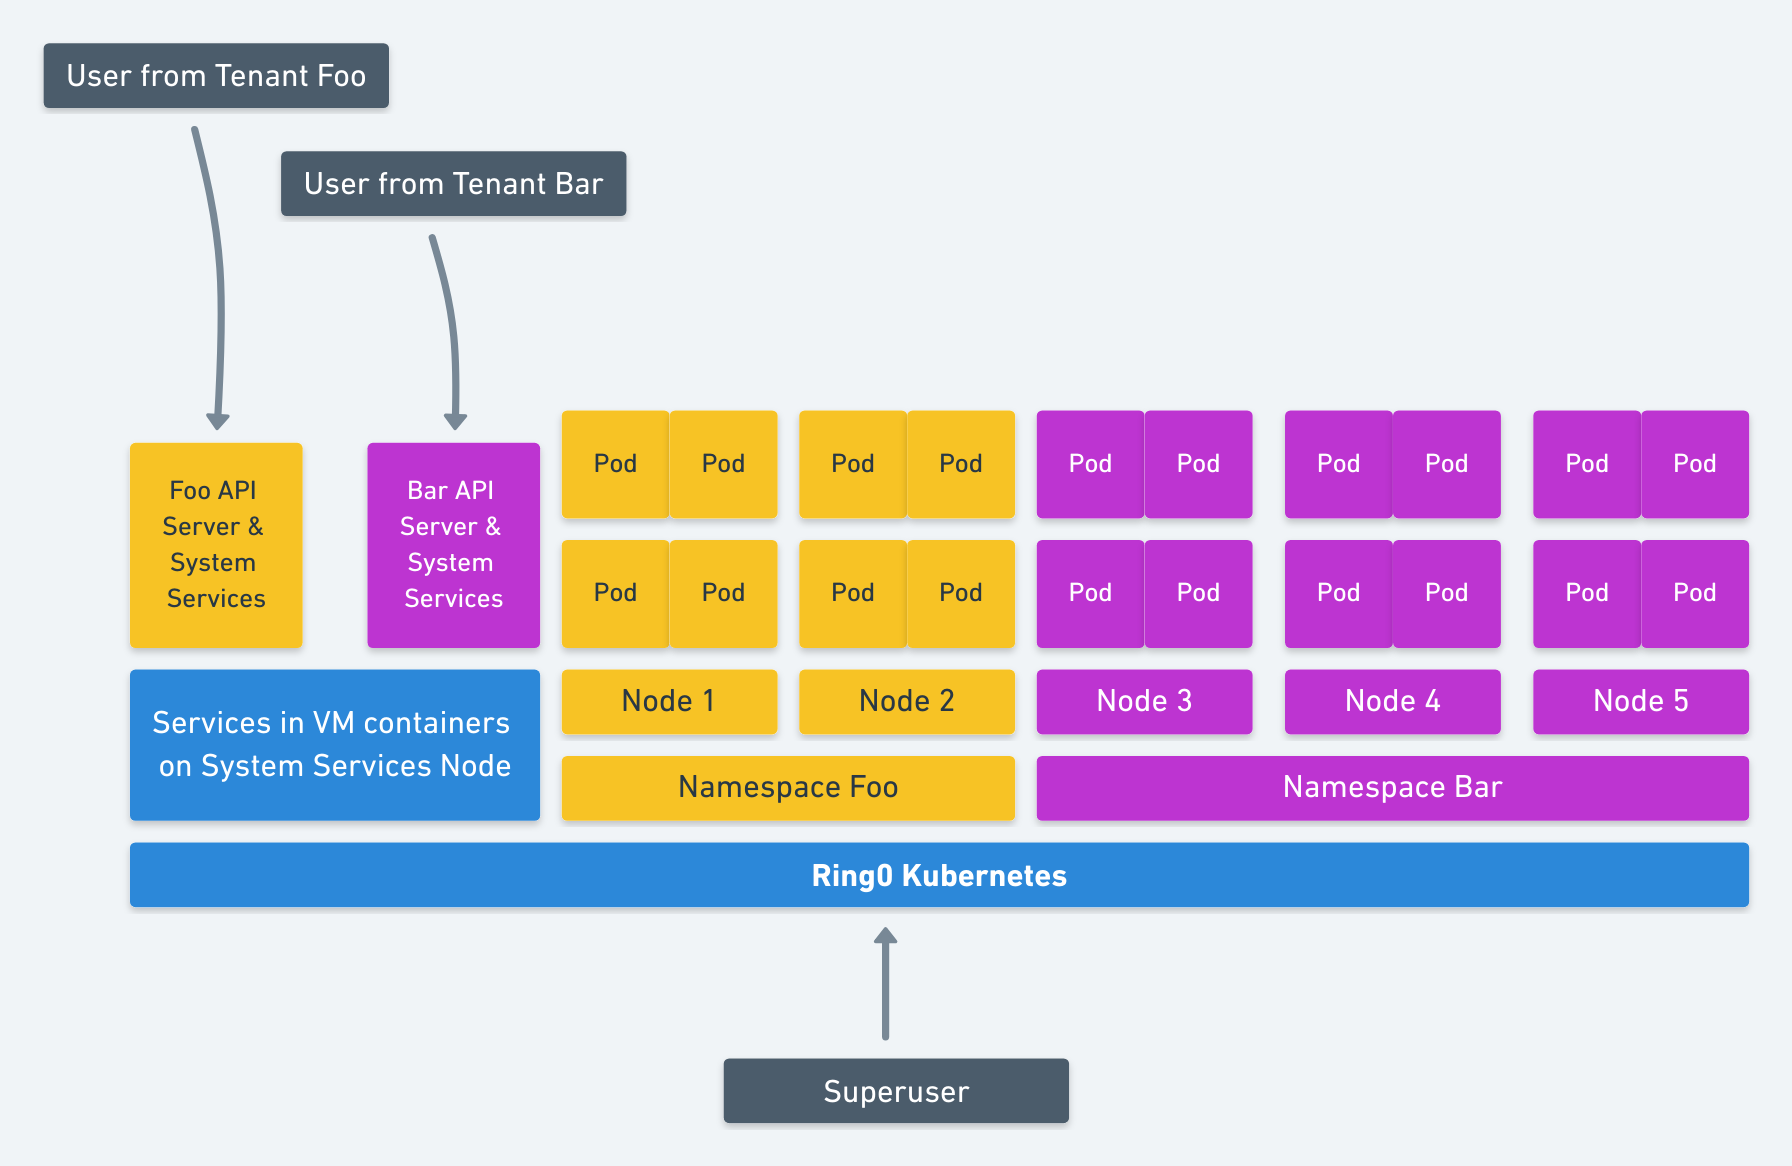 User from Tenant Foo
User from Tenant Bar
Foo API
Server &
System
Services
Bar API
Server &
System
Services
Pod Pod Pod Pod Pod Pod Pod Pod Pod Pod
Pod Pod Pod Pod Pod Pod Pod Pod Pod Pod
Services in VM containers
on System Services Node
Node 1 Node 2 Node 3 Node 4 Node 5
Namespace Foo Namespace Bar
Ring0 Kubernetes
Superuser